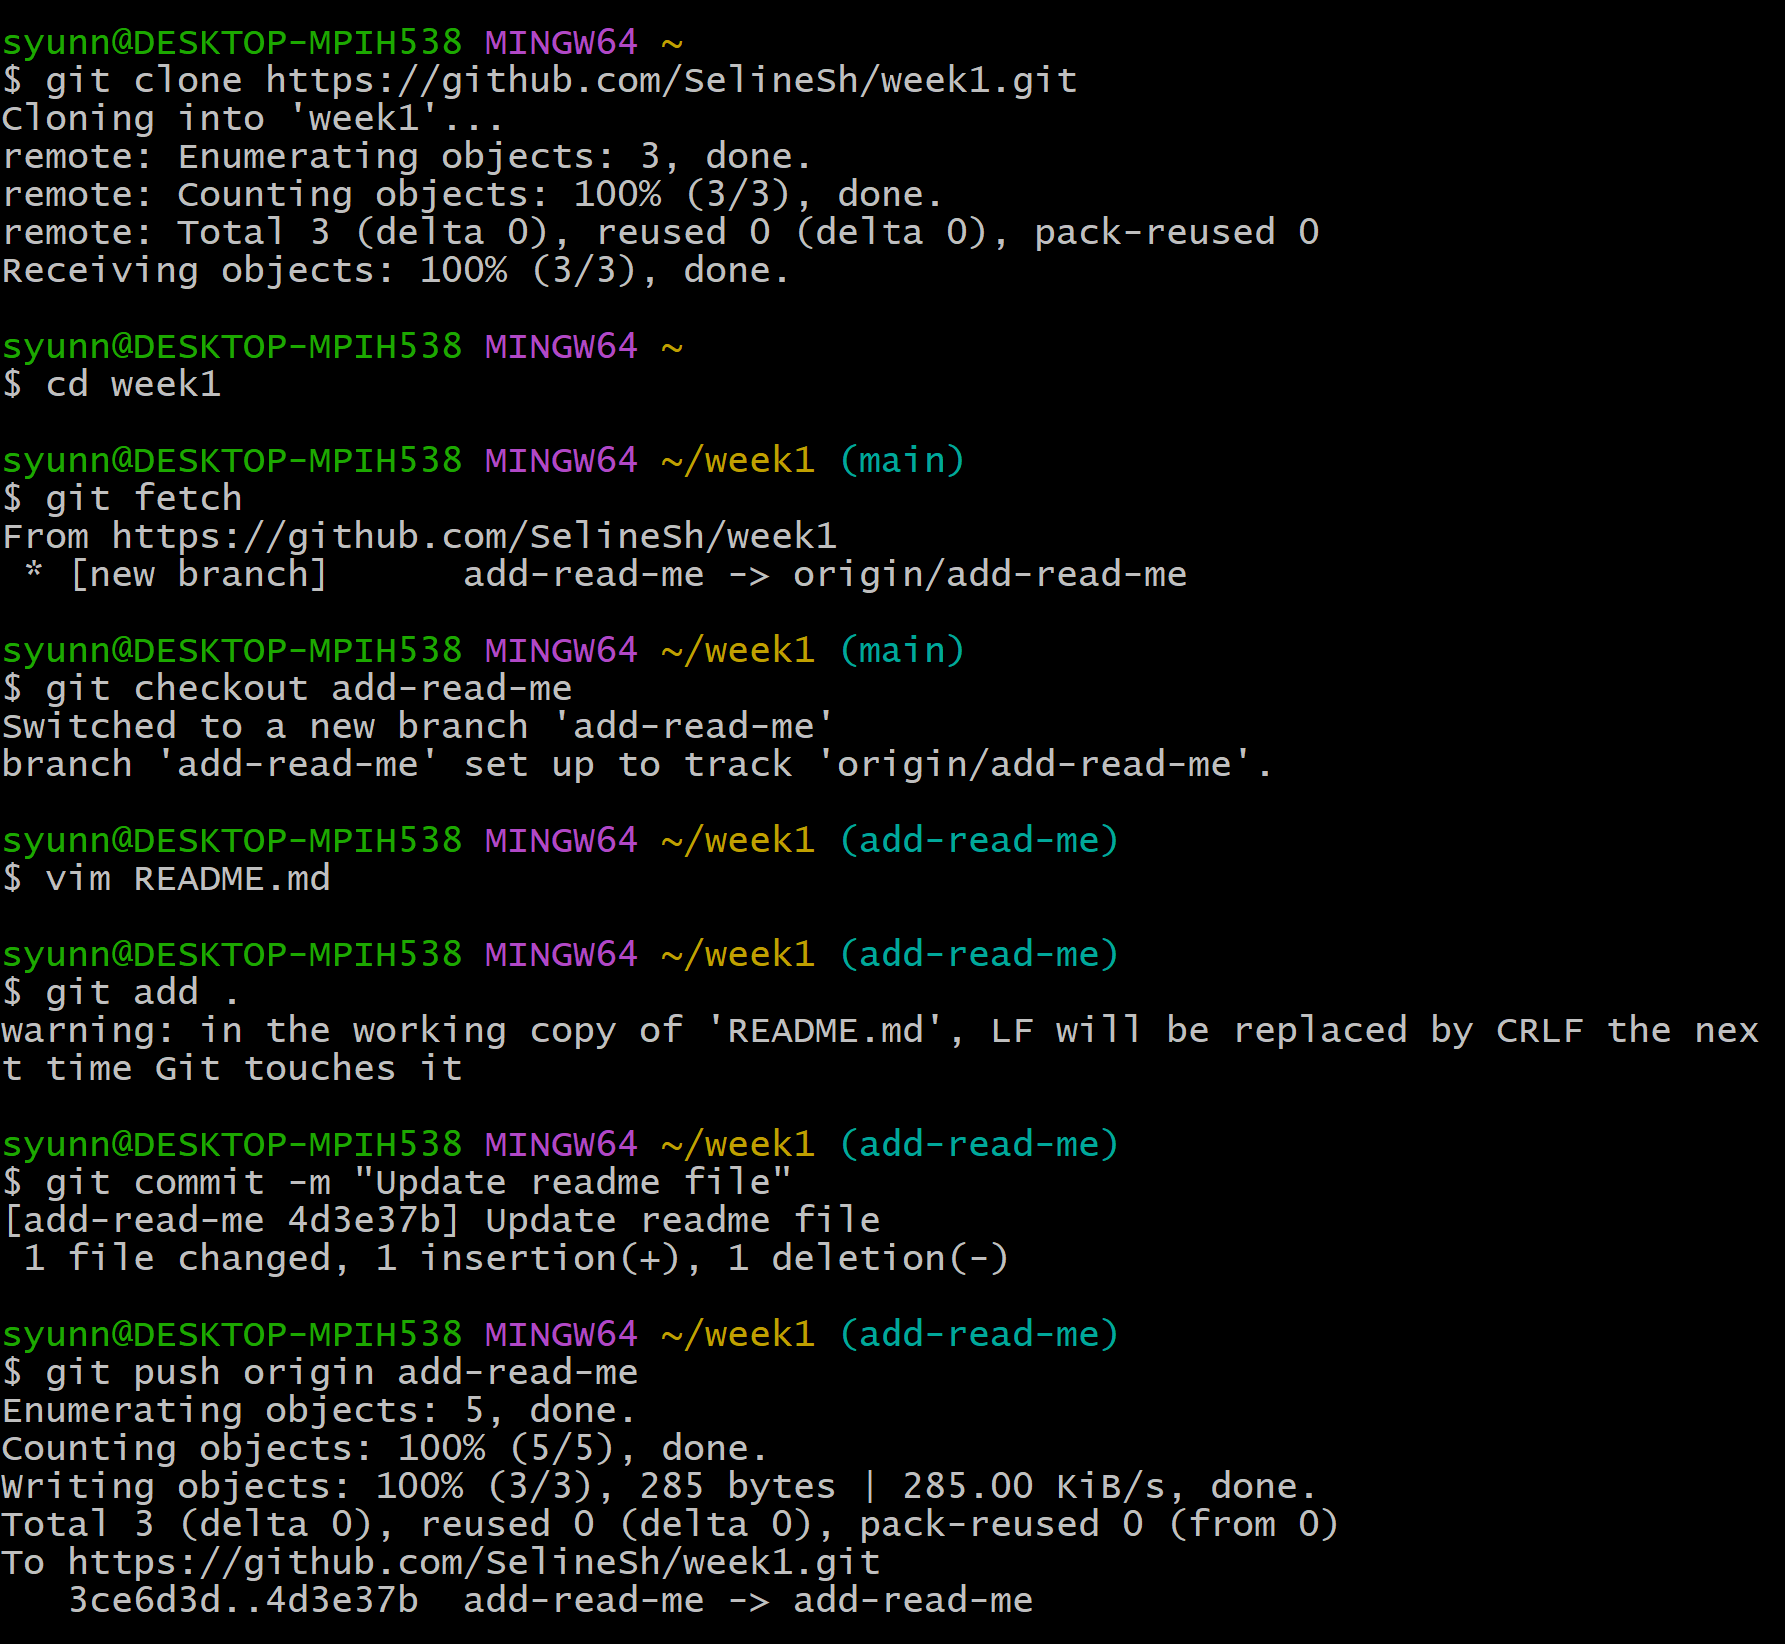 syunn@DESKTOP-MPIH538 MINGW64 ~
$ git clone https://github.com/SelineSh/week1.git
Cloning into 'week1'...
remote: Enumerating objects: 3, done.
remote: Counting objects: 100% (3/3), done.
remote: Total 3 (delta 0), reused 0 (delta 0), pack-reused 0
Receiving objects: 100% (3/3), done.

syunn@DESKTOP-MPIH538 MINGW64 ~
$ cd week1

syunn@DESKTOP-MPIH538 MINGW64 ~/week1 (main)
$ git fetch
From https://github.com/SelineSh/week1
 * [new branch]      add-read-me -> origin/add-read-me

syunn@DESKTOP-MPIH538 MINGW64 ~/week1 (main)
$ git checkout add-read-me
Switched to a new branch 'add-read-me'
branch 'add-read-me' set up to track 'origin/add-read-me'.

syunn@DESKTOP-MPIH538 MINGW64 ~/week1 (add-read-me)
$ vim README.md

syunn@DESKTOP-MPIH538 MINGW64 ~/week1 (add-read-me)
$ git add .
warning: in the working copy of 'README.md', LF will be replaced by CRLF the nex
t time Git touches it

syunn@DESKTOP-MPIH538 MINGW64 ~/week1 (add-read-me)
$ git commit -m "Update readme file"
[add-read-me 4d3e37b] Update readme file
 1 file changed, 1 insertion(+), 1 deletion(-)

syunn@DESKTOP-MPIH538 MINGW64 ~/week1 (add-read-me)
$ git push origin add-read-me
Enumerating objects: 5, done.
Counting objects: 100% (5/5), done.
Writing objects: 100% (3/3), 285 bytes | 285.00 KiB/s, done.
Total 3 (delta 0), reused 0 (delta 0), pack-reused 0 (from 0)
To https://github.com/SelineSh/week1.git
   3ce6d3d..4d3e37b  add-read-me -> add-read-me